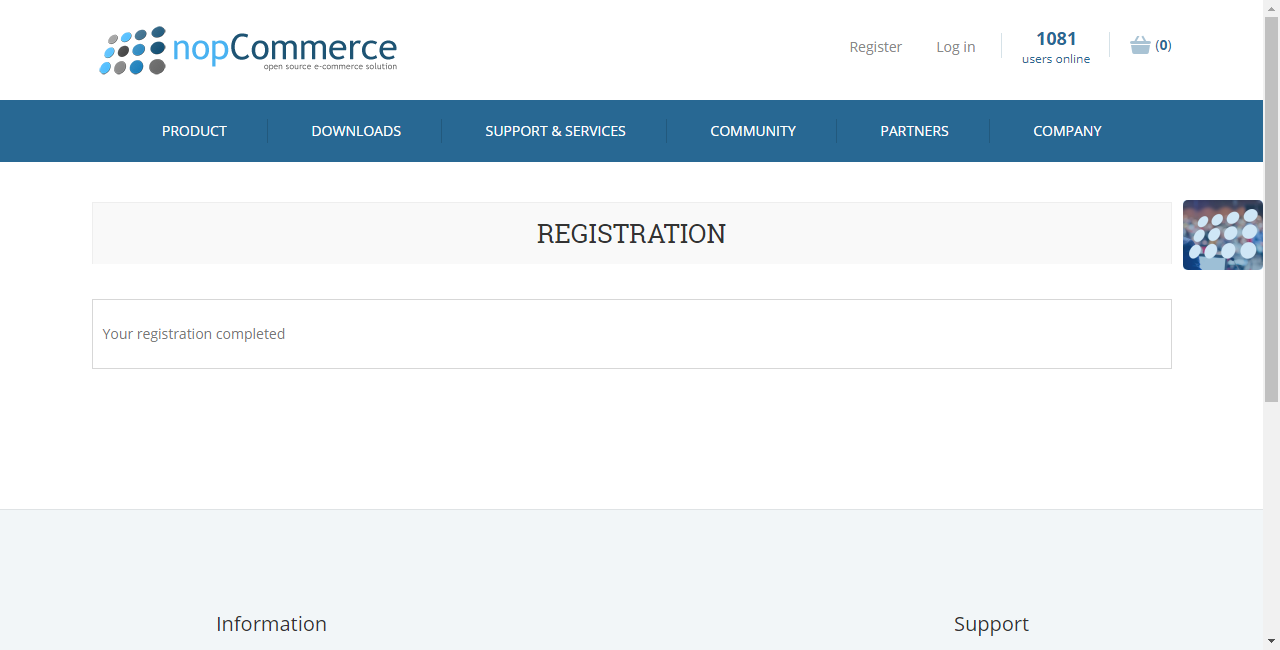 nopCommerce
open source e-commerce solution
Register
Log in
1081
users online
(0)
PRODUCT
DOWNLOADS
SUPPORT & SERVICES
COMMUNITY
PARTNERS
COMPANY
REGISTRATION
Your registration completed
Information
Support